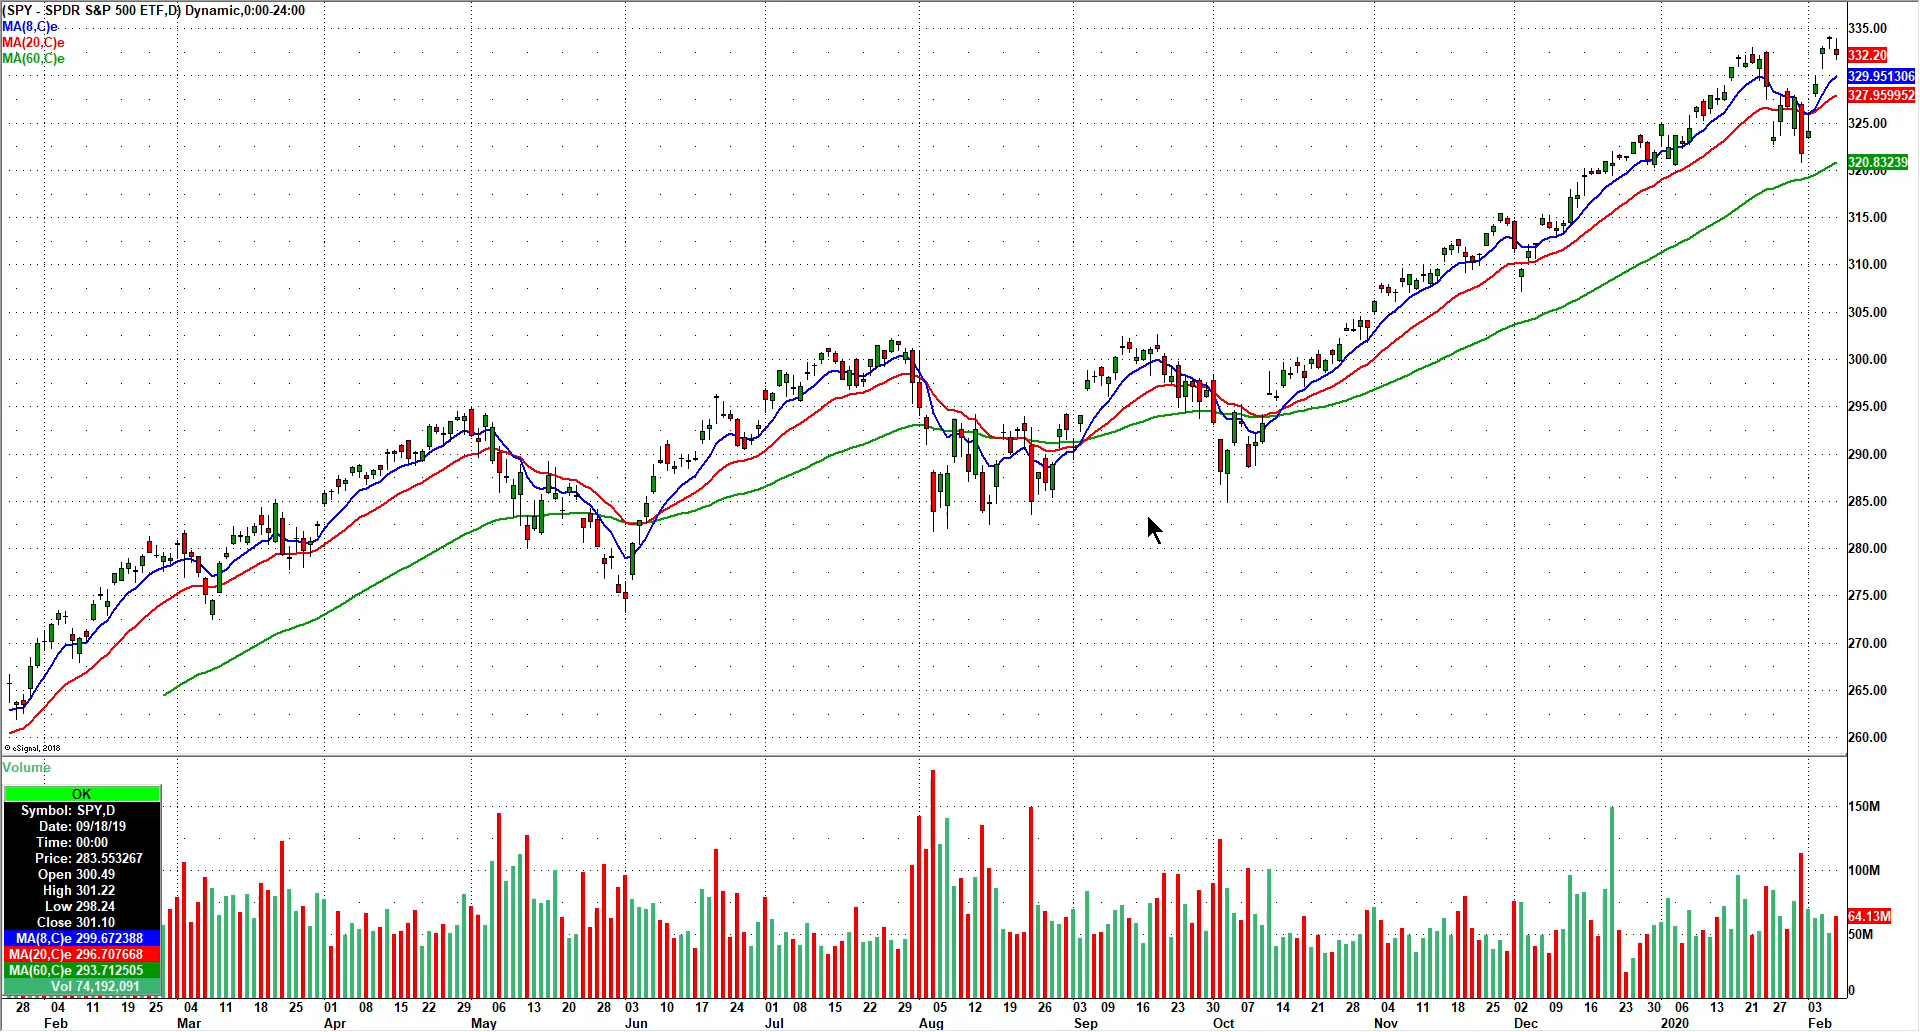 (SPY - SPDR S&P 500 ETF,D) Dynamic,0:00-24:00
MA(8,C)e
MA(20,C)e
MA(60,C)e
335.00
332.20
329.951306
327.959952
325.00
320.83239
320.00
315.00
310.00
305.00
300.00
295.00
290.00
285.00
280.00
275.00
270.00
265.00
260.00
© eSignal, 2018
Volume
OK
Symbol: SPY,D
Date: 09/18/19
Time: 00:00
Price: 283.553267
Open 300.49
High 301.22
Low 298.24
Close 301.10
MA(8,C)e 299.672388
MA(20,C)e 296.707668
MA(60,C)e 293.712505
Vol 74,192,091
150M
100M
64.13M
50M
0
28 04 11 19 25 04 11 18 25 01 08 15 22 29 06 13 20 28 03 10 17 24 01 08 15 22 29 05 12 19 26 03 09 16 23 30 07 14 21 28 04 11 18 25 02 09 16 23 30 06 13 21 27 03
Feb Mar Apr May Jun Jul Aug Sep Oct Nov Dec 2020 Feb